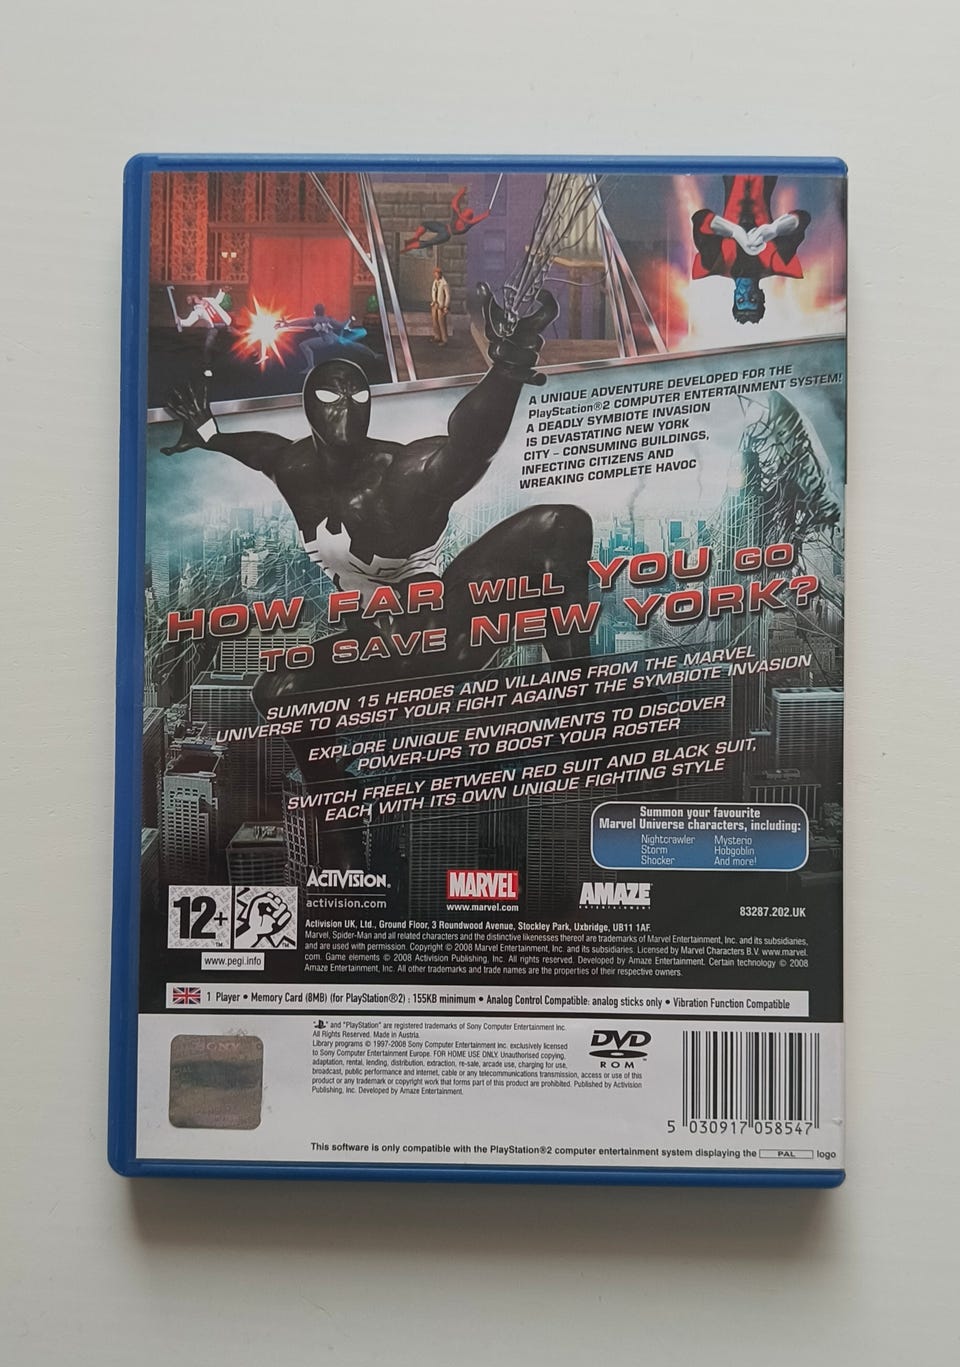 A UNIQUE ADVENTURE DEVELOPED FOR THE
PlayStation®2 COMPUTER ENTERTAINMENT SYSTEM!
A DEADLY SYMBIOTE INVASION
IS DEVASTATING NEW YORK
CITY – CONSUMING BUILDINGS,
INFECTING CITIZENS AND
WREAKING COMPLETE HAVOC
HOW FAR WILL YOU GO
TO SAVE NEW YORK?
SUMMON 15 HEROES AND VILLAINS FROM THE MARVEL
UNIVERSE TO ASSIST YOUR FIGHT AGAINST THE SYMBIOTE INVASION
EXPLORE UNIQUE ENVIRONMENTS TO DISCOVER
POWER-UPS TO BOOST YOUR ROSTER
SWITCH FREELY BETWEEN RED SUIT AND BLACK SUIT,
EACH WITH ITS OWN UNIQUE FIGHTING STYLE
Summon your favourite
Marvel Universe characters, including:
Nightcrawler Mysterio
Storm Hobgoblin
Shocker And more!
12+™
™
www.pegi.info
ACTIVISION®
activision.com
MARVEL
www.marvel.com
AMAZE
ENTERTAINMENT
83287.202.UK
Activision UK, Ltd., Ground Floor, 3 Roundwood Avenue, Stockley Park, Uxbridge, UB11 1AF.
Marvel, Spider-Man and all related characters and the distinctive likenesses thereof are trademarks of Marvel Entertainment, Inc. and its subsidiaries,
and are used with permission. Copyright © 2008 Marvel Entertainment, Inc. and its subsidiaries. Licensed by Marvel Characters B.V. www.marvel.
com. Game elements © 2008 Activision Publishing, Inc. All rights reserved. Developed by Amaze Entertainment. Certain technology © 2008
Amaze Entertainment, Inc. All other trademarks and trade names are the properties of their respective owners.
1 Player • Memory Card (8MB) (for PlayStation®2) : 155KB minimum • Analog Control Compatible: analog sticks only • Vibration Function Compatible
SONY
and "PlayStation" are registered trademarks of Sony Computer Entertainment Inc.
All Rights Reserved. Made in Austria.
Library programs © 1997-2008 Sony Computer Entertainment Inc. exclusively licensed
to Sony Computer Entertainment Europe. FOR HOME USE ONLY. Unauthorised copying,
adaptation, rental, lending, distribution, extraction, re-sale, arcade use, charging for use,
broadcast, public performance and internet, cable or any telecommunications transmission, access or use of this
product or any trademark or copyright work that forms part of this product are prohibited. Published by Activision
Publishing, Inc. Developed by Amaze Entertainment.
DVD™
ROM
5 030917 058547
This software is only compatible with the PlayStation®2 computer entertainment system displaying the PAL logo